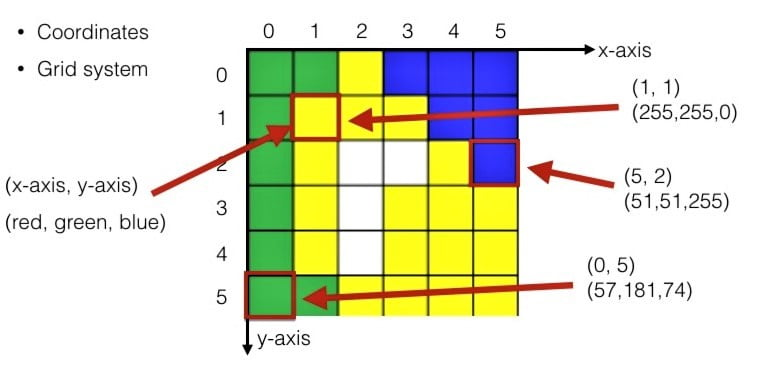 • Coordinates
• Grid system
0 1 2 3 4 5
x-axis
0
1
2
3
4
5
y-axis
(x-axis, y-axis)
(red, green, blue)
(1, 1)
(255,255,0)
(5, 2)
(51,51,255)
(0, 5)
(57,181,74)